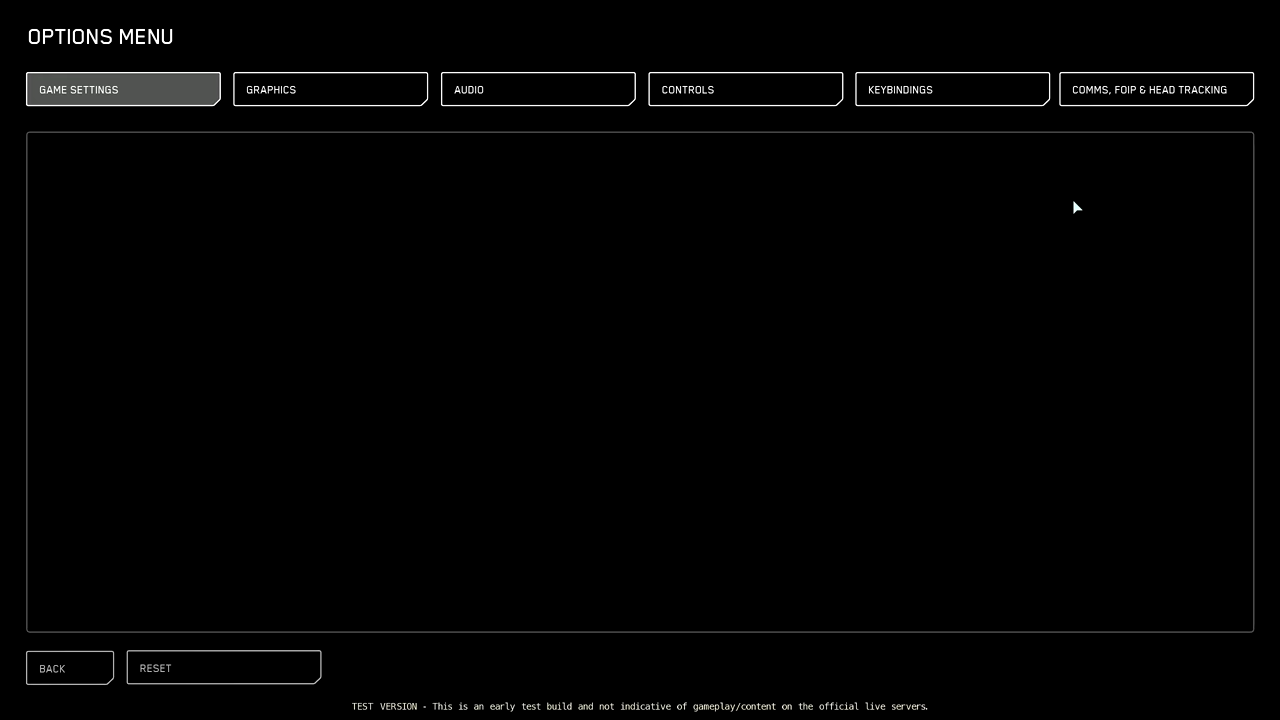 OPTIONS MENU
GAME SETTINGS
GRAPHICS
AUDIO
CONTROLS
KEYBINDINGS
COMMS, FOIP & HEAD TRACKING
BACK
RESET
TEST VERSION - This is an early test build and not indicative of gameplay/content on the official live servers.